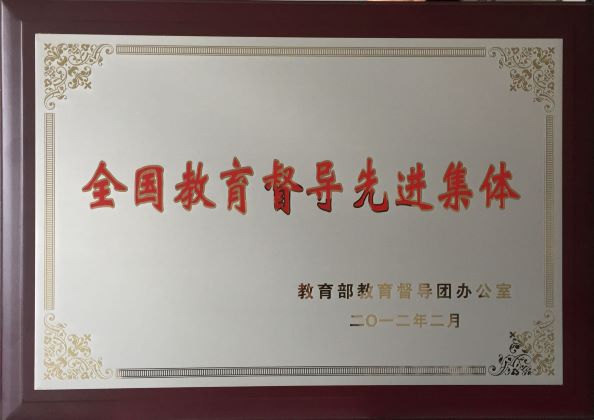 全国教育督导先进集体
教育部教育督导团办公室
二〇一二年二月